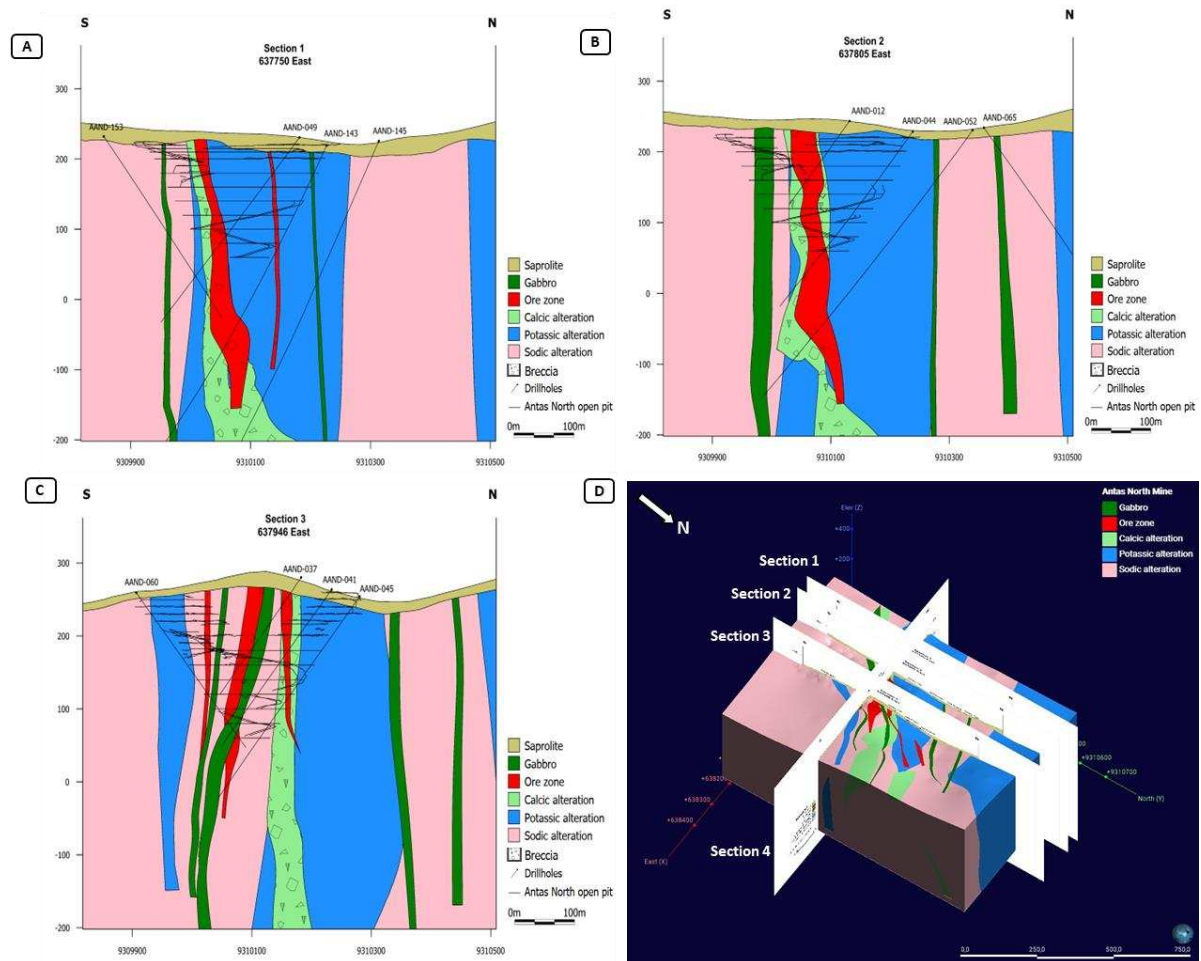 A
S
N
Section 1
637750 East
AAND-153
AAND-049
AAND-143
AAND-145
300
200
100
0
-100
-200
9309900
9310100
9310300
9310500
Saprolite
Gabbro
Ore zone
Calcic alteration
Potassic alteration
Sodic alteration
Breccia
Drillholes
Antas North open pit
0m
100m
B
S
N
Section 2
637805 East
AAND-012
AAND-044
AAND-052
AAND-065
300
200
100
0
-100
-200
9309900
9310100
9310300
9310500
Saprolite
Gabbro
Ore zone
Calcic alteration
Potassic alteration
Sodic alteration
Breccia
Drillholes
Antas North open pit
0m
100m
C
S
N
Section 3
637946 East
AAND-060
AAND-037
AAND-041
AAND-045
300
200
100
0
-100
-200
9309900
9310100
9310300
9310500
Saprolite
Gabbro
Ore zone
Calcic alteration
Potassic alteration
Sodic alteration
Breccia
Drillholes
Antas North open pit
0m
100m
D
N
Elev (Z)
+400
+200
Antas North Mine
Gabbro
Ore zone
Calcic alteration
Potassic alteration
Sodic alteration
Section 1
Section 2
Section 3
Section 4
+638300
+638400
East (X)
+9310600
+9310700
North (Y)
0,0
250,0
500,0
750,0